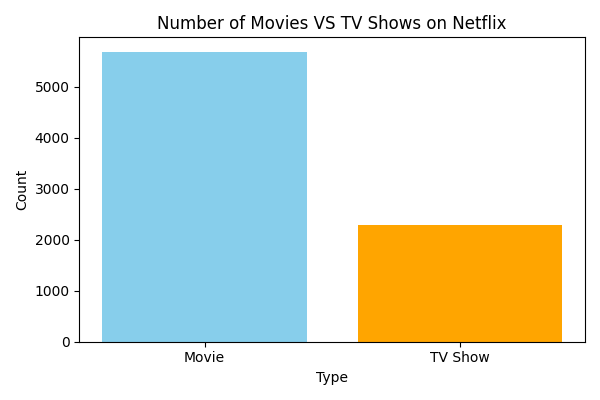 Number of Movies VS TV Shows on Netflix
5000
4000
3000
2000
1000
0
Count
Movie
TV Show
Type